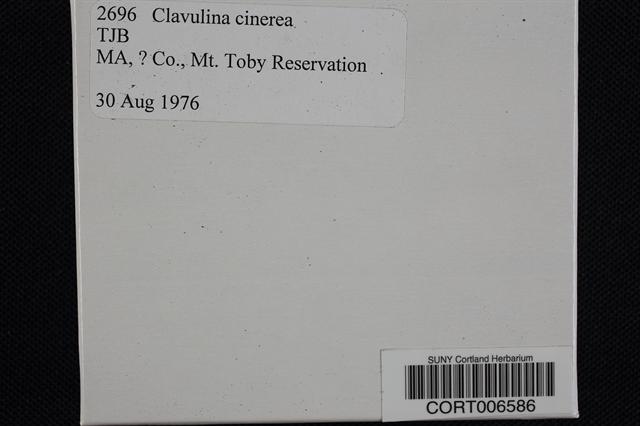 2696 Clavulina cinerea
TJB
MA, ? Co., Mt. Toby Reservation
30 Aug 1976
SUNY Cortland Herbarium
CORT006586